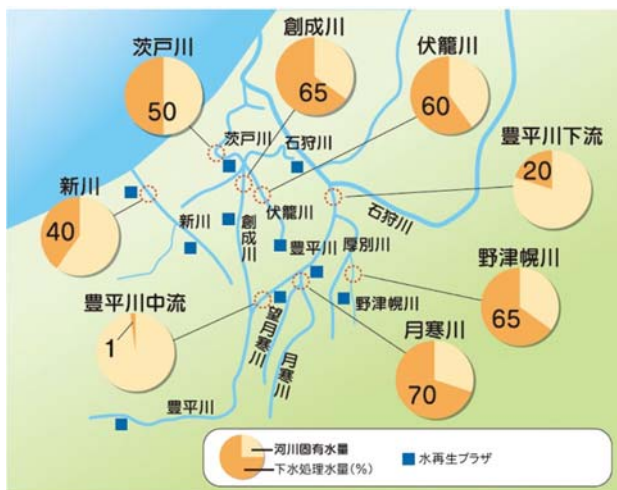 創成川
65
茨戸川
50
伏籠川
60
豊平川下流
20
茨戸川
石狩川
新川
40
石狩川
伏籠川
新川
創成川
豊平川
厚別川
野津幌川
65
豊平川中流
1
野津幌川
望月寒川
月寒川
月寒川
70
豊平川
河川固有水量
下水処理水量(%)
水再生プラザ